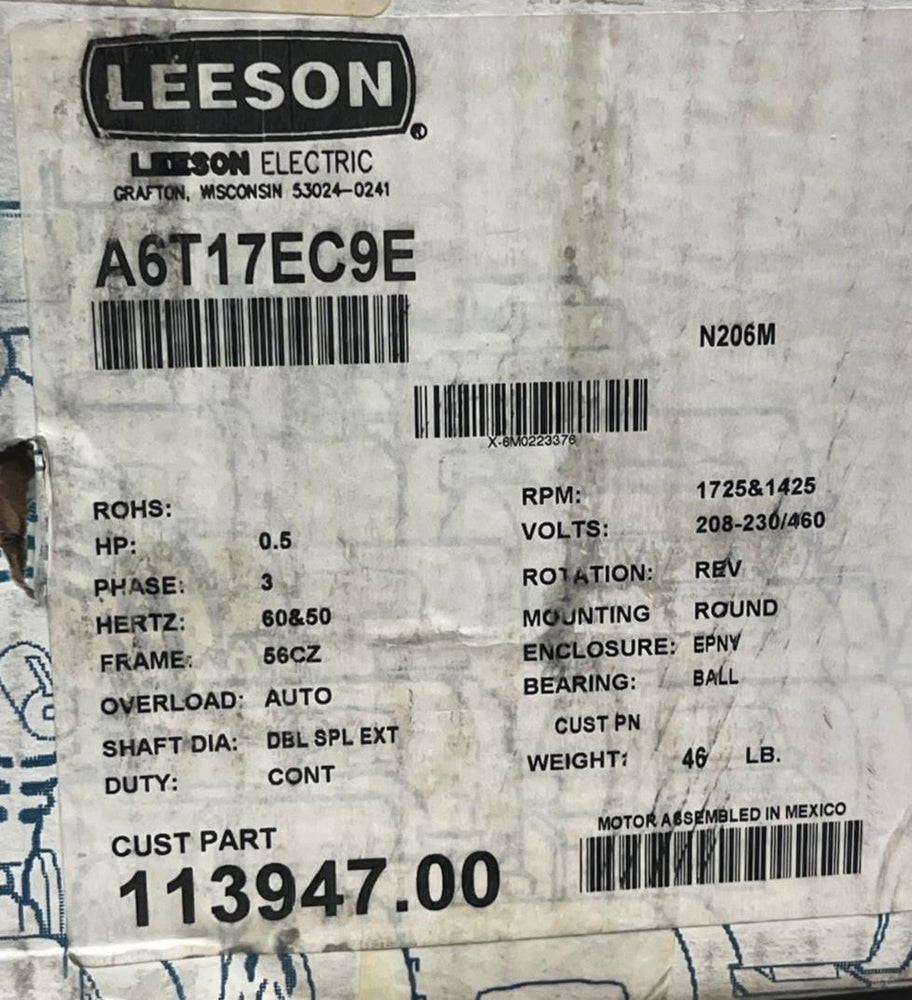 LEESON
®
LEESON ELECTRIC
GRAFTON, WISCONSIN 53024-0241
A6T17EC9E
N206M
X-6M0223376
ROHS:
HP: 0.5
PHASE: 3
HERTZ: 60&50
FRAME: 56CZ
OVERLOAD: AUTO
SHAFT DIA: DBL SPL EXT
DUTY: CONT
RPM: 1725&1425
VOLTS: 208-230/460
ROTATION: REV
MOUNTING ROUND
ENCLOSURE: EPNV
BEARING: BALL
CUST PN
WEIGHT: 46 LB.
CUST PART
113947.00
MOTOR ASSEMBLED IN MEXICO